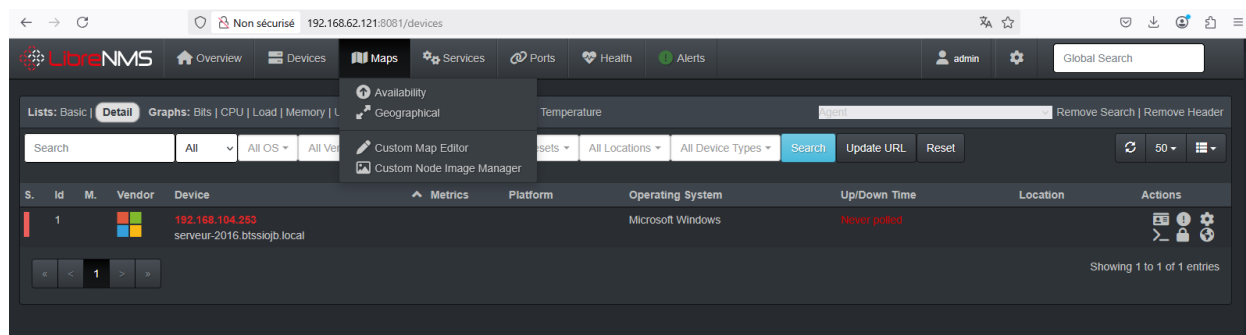 Non sécurisé 192.168.62.121:8081/devices
LibreNMS Overview Devices Maps Services Ports Health Alerts admin Global Search
Availability
Geographical
Custom Map Editor
Custom Node Image Manager
Lists: Basic | Detail Graphs: Bits | CPU | Load | Memory | U Temperature Agent Remove Search | Remove Header
Search All All OS All Ver sets All Locations All Device Types Search Update URL Reset 50
S. Id M. Vendor Device Metrics Platform Operating System Up/Down Time Location Actions
1 192.168.104.253 Microsoft Windows Never polled
serveur-2016.btssiojb.local
« < 1 > » Showing 1 to 1 of 1 entries